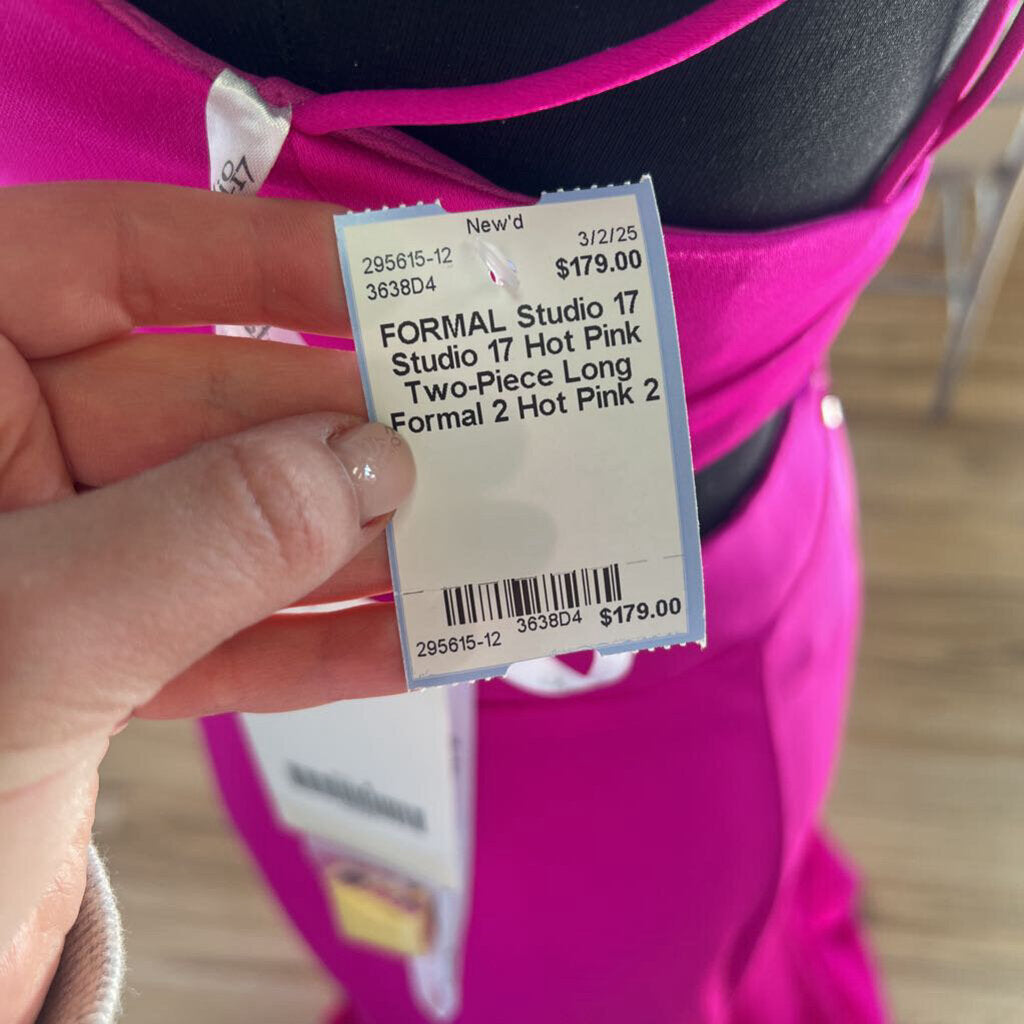 New'd
295615-12 3/2/25
3638D4 $179.00
FORMAL Studio 17
Studio 17 Hot Pink
Two-Piece Long
Formal 2 Hot Pink 2
295615-12 3638D4 $179.00